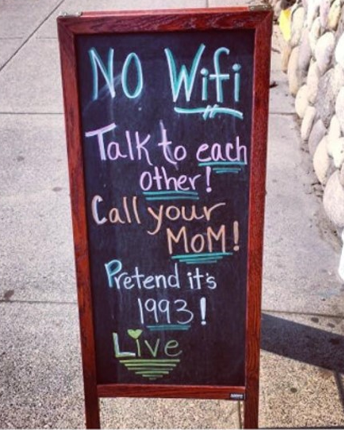 NO Wifi
Talk to each
other!
Call your
MOM!
Pretend it's
1993!
Live